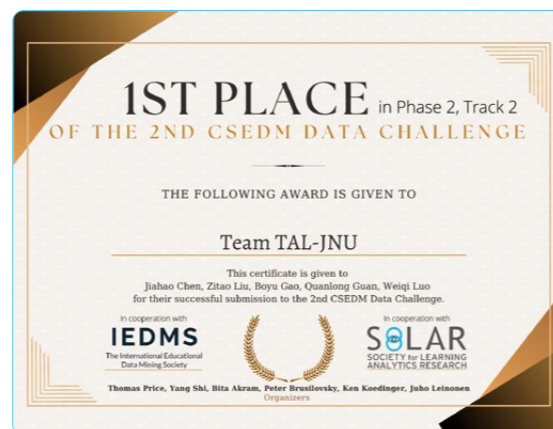 1ST PLACE in Phase 2, Track 2
OF THE 2ND CSEDM DATA CHALLENGE
THE FOLLOWING AWARD IS GIVEN TO
Team TAL-JNU
This certificate is given to
Jiahao Chen, Zitao Liu, Boyu Gao, Quanlong Guan, Weiqi Luo
for their successful submission to the 2nd CSEDM Data Challenge.
In cooperation with
IEDMS
The International Educational
Data Mining Society
In cooperation with
SOLAR
SOCIETY for LEARNING
ANALYTICS RESEARCH
Thomas Price, Yang Shi, Bita Akram, Peter Brusilovsky, Ken Koedinger, Juho Leinonen
Organizers